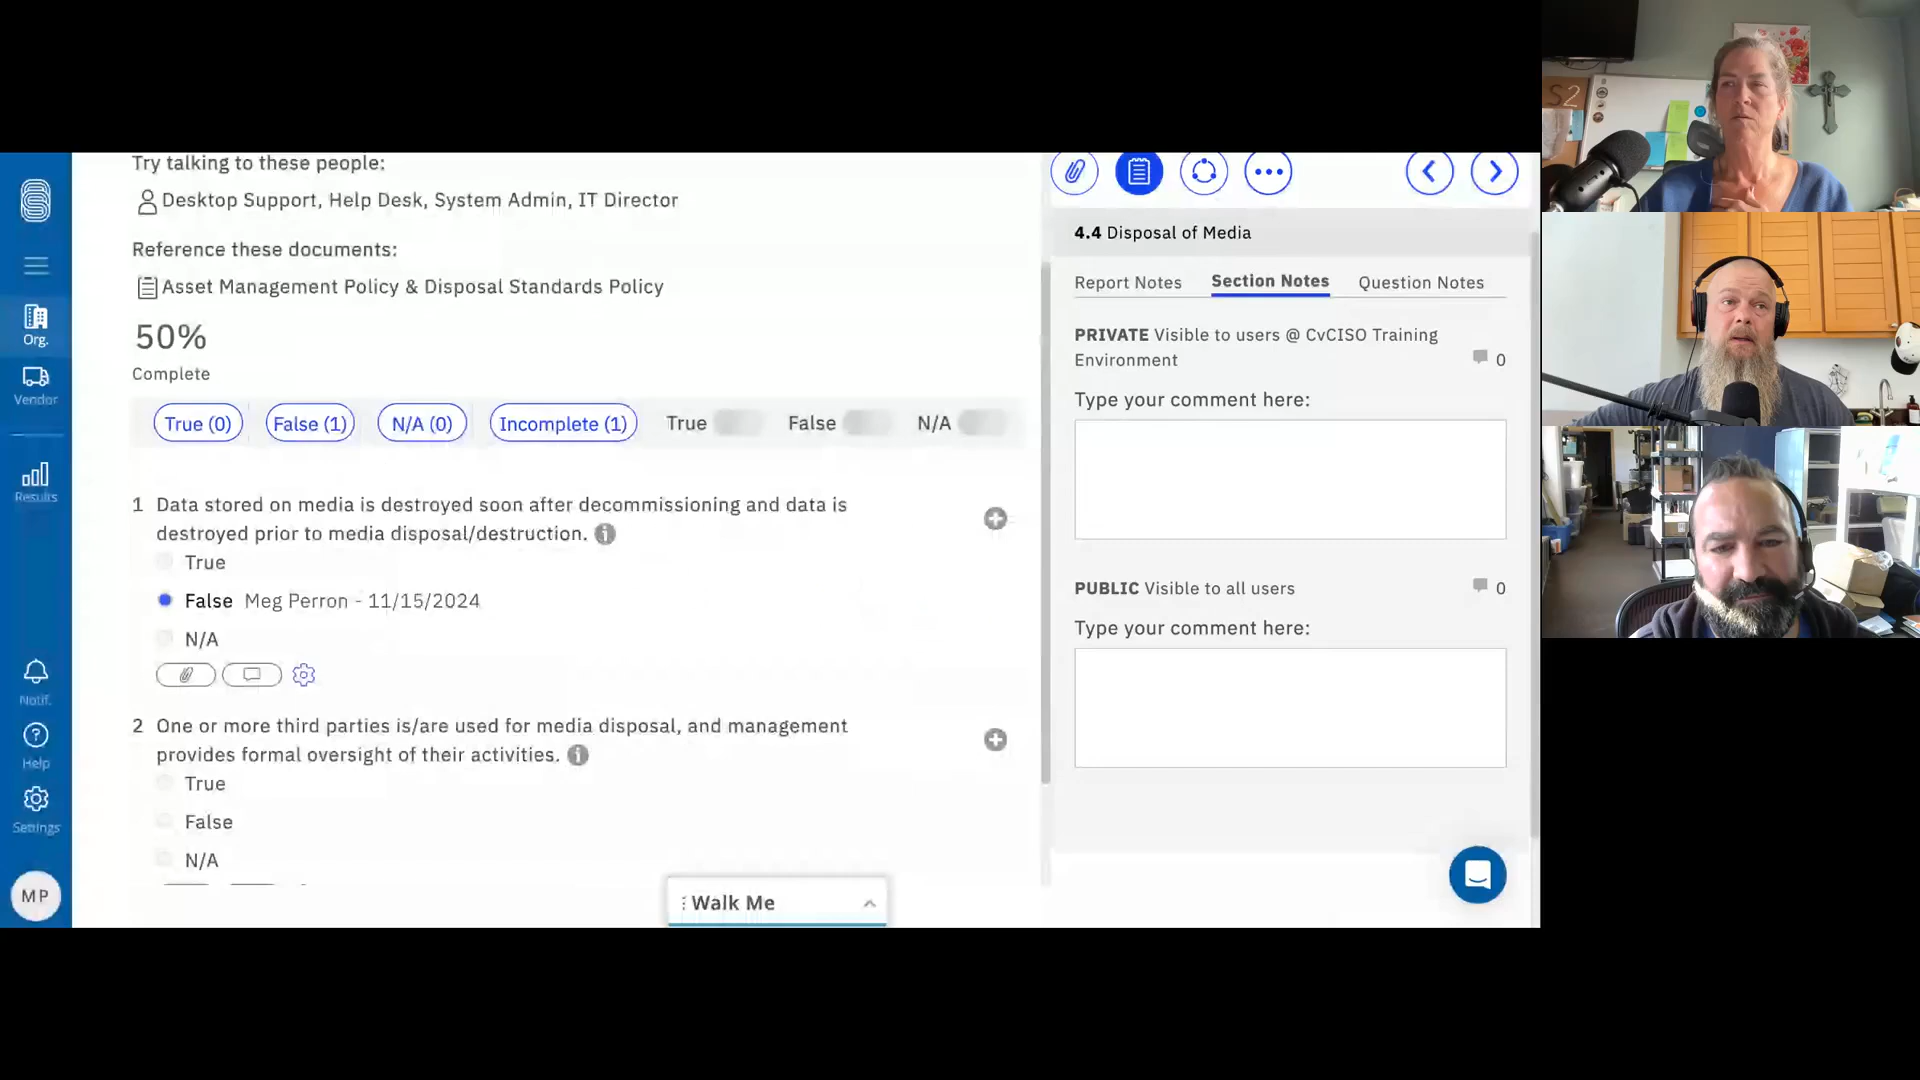 Try talking to these people:
Desktop Support, Help Desk, System Admin, IT Director
Reference these documents:
Asset Management Policy & Disposal Standards Policy
50%
Complete
True (0) False (1) N/A (0) Incomplete (1) True False N/A
1 Data stored on media is destroyed soon after decommissioning and data is
destroyed prior to media disposal/destruction.
True
False Meg Perron - 11/15/2024
N/A
2 One or more third parties is/are used for media disposal, and management
provides formal oversight of their activities.
True
False
N/A
Walk Me
Org.
Vendor
Results
Notif.
Help
Settings
MP
4.4 Disposal of Media
Report Notes Section Notes Question Notes
PRIVATE Visible to users @ CvCISO Training
Environment
0
Type your comment here:
PUBLIC Visible to all users
0
Type your comment here:
S2